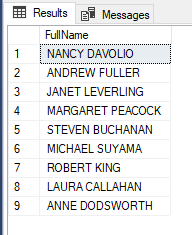 Results Messages
FullName
1 NANCY DAVOLIO
2 ANDREW FULLER
3 JANET LEVERLING
4 MARGARET PEACOCK
5 STEVEN BUCHANAN
6 MICHAEL SUYAMA
7 ROBERT KING
8 LAURA CALLAHAN
9 ANNE DODSWORTH